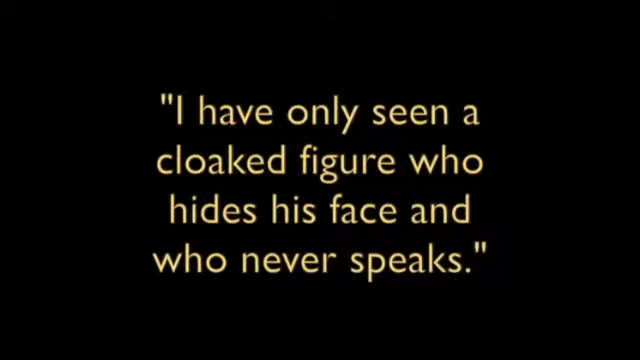 "I have only seen a
cloaked figure who
hides his face and
who never speaks."